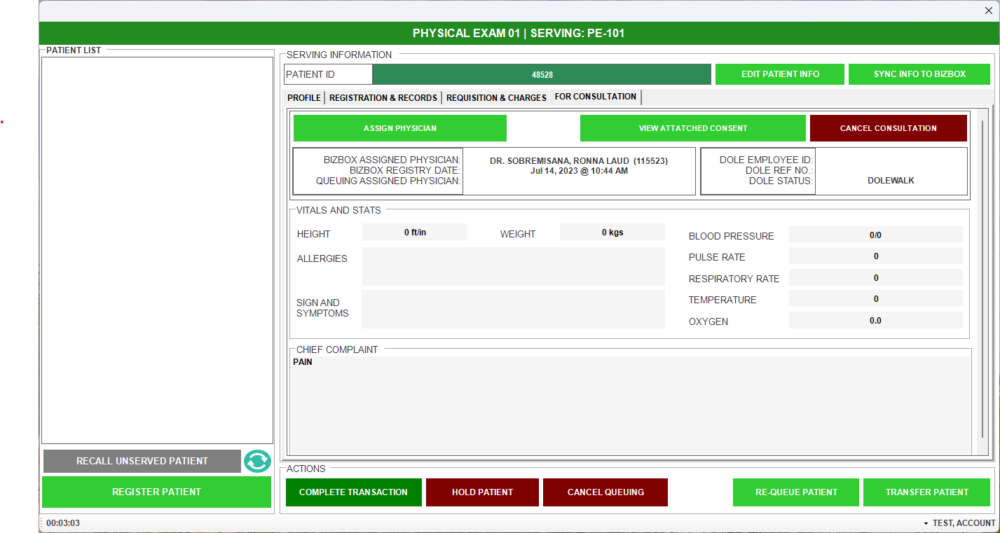 PHYSICAL EXAM 01 | SERVING: PE-101
PATIENT LIST
RECALL UNSERVED PATIENT
REGISTER PATIENT
SERVING INFORMATION
PATIENT ID
48528
EDIT PATIENT INFO
SYNC INFO TO BIZBOX
PROFILE
REGISTRATION & RECORDS
REQUISITION & CHARGES
FOR CONSULTATION
ASSIGN PHYSICIAN
VIEW ATTATCHED CONSENT
CANCEL CONSULTATION
BIZBOX ASSIGNED PHYSICIAN:
BIZBOX REGISTRY DATE:
QUEUING ASSIGNED PHYSICIAN:
DR. SOBREMISANA, RONNA LAUD (115523)
Jul 14, 2023 @ 10:44 AM
DOLE EMPLOYEE ID:
DOLE REF NO.:
DOLE STATUS:
DOLEWALK
VITALS AND STATS
HEIGHT
0 ft/in
WEIGHT
0 kgs
ALLERGIES
SIGN AND
SYMPTOMS
BLOOD PRESSURE
0/0
PULSE RATE
0
RESPIRATORY RATE
0
TEMPERATURE
0
OXYGEN
0.0
CHIEF COMPLAINT
PAIN
ACTIONS
COMPLETE TRANSACTION
HOLD PATIENT
CANCEL QUEUING
RE-QUEUE PATIENT
TRANSFER PATIENT
00:03:03
TEST, ACCOUNT